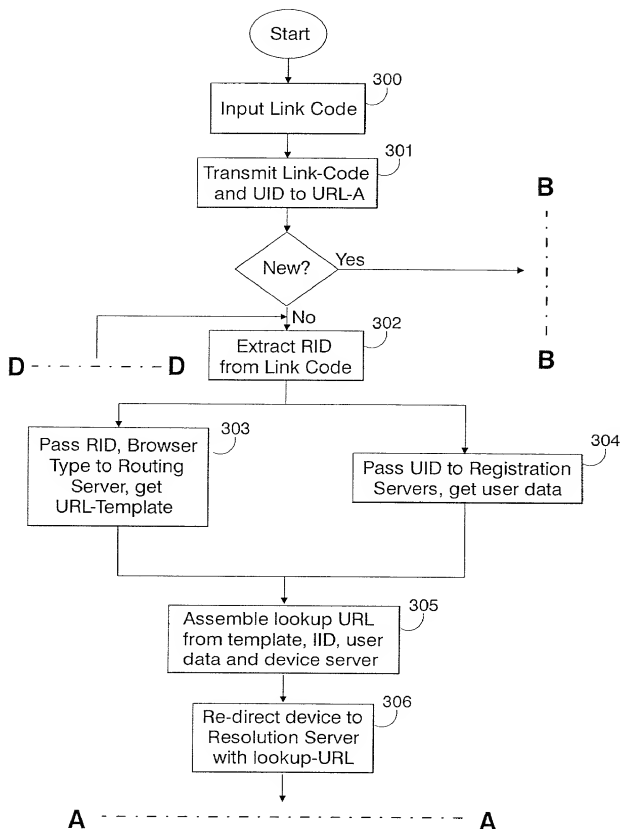 Start
300
Input Link Code
301
Transmit Link-Code
and UID to URL-A
B
New?
Yes
No
302
Extract RID
from Link Code
D
D
B
303
Pass RID, Browser
Type to Routing
Server, get
URL-Template
304
Pass UID to Registration
Servers, get user data
305
Assemble lookup URL
from template, IID, user
data and device server
306
Re-direct device to
Resolution Server
with lookup-URL
A
A